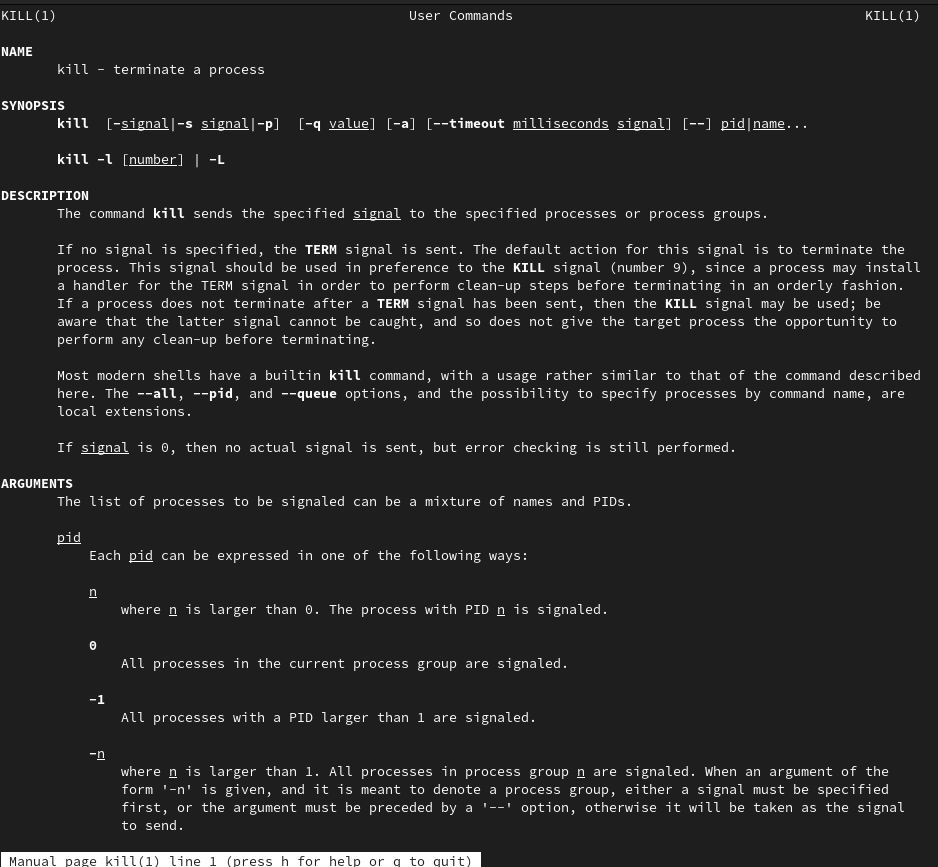 KILL(1) User Commands KILL(1)
NAME
kill - terminate a process
SYNOPSIS
kill [-signal|-s signal|-p] [-q value] [-a] [--timeout milliseconds signal] [--] pid|name...
kill -l [number] | -L
DESCRIPTION
The command kill sends the specified signal to the specified processes or process groups.
If no signal is specified, the TERM signal is sent. The default action for this signal is to terminate the
process. This signal should be used in preference to the KILL signal (number 9), since a process may install
a handler for the TERM signal in order to perform clean-up steps before terminating in an orderly fashion.
If a process does not terminate after a TERM signal has been sent, then the KILL signal may be used; be
aware that the latter signal cannot be caught, and so does not give the target process the opportunity to
perform any clean-up before terminating.
Most modern shells have a builtin kill command, with a usage rather similar to that of the command described
here. The --all, --pid, and --queue options, and the possibility to specify processes by command name, are
local extensions.
If signal is 0, then no actual signal is sent, but error checking is still performed.
ARGUMENTS
The list of processes to be signaled can be a mixture of names and PIDs.
pid
Each pid can be expressed in one of the following ways:
n
where n is larger than 0. The process with PID n is signaled.
0
All processes in the current process group are signaled.
-1
All processes with a PID larger than 1 are signaled.
-n
where n is larger than 1. All processes in process group n are signaled. When an argument of the
form '-n' is given, and it is meant to denote a process group, either a signal must be specified
first, or the argument must be preceded by a '--' option, otherwise it will be taken as the signal
to send.
Manual page kill(1) line 1 (press h for help or q to quit)